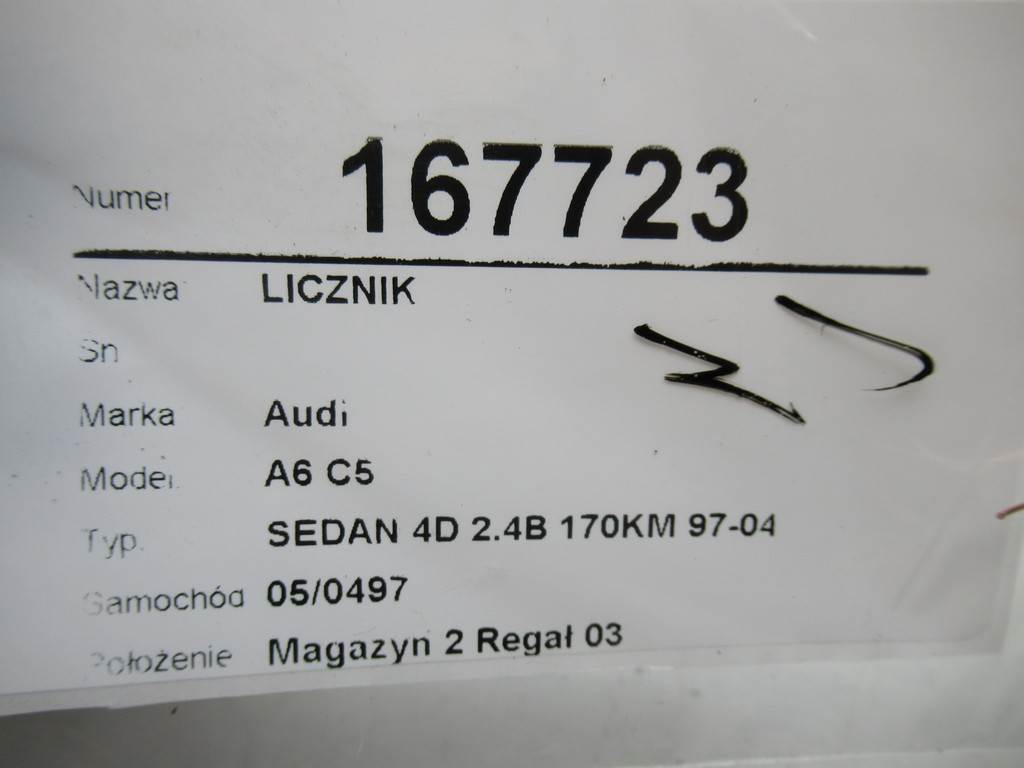 Numer 167723
Nazwa LICZNIK
Sn
Marka Audi
Model A6 C5
Typ. SEDAN 4D 2.4B 170KM 97-04
Samochód 05/0497
Położenie Magazyn 2 Regał 03